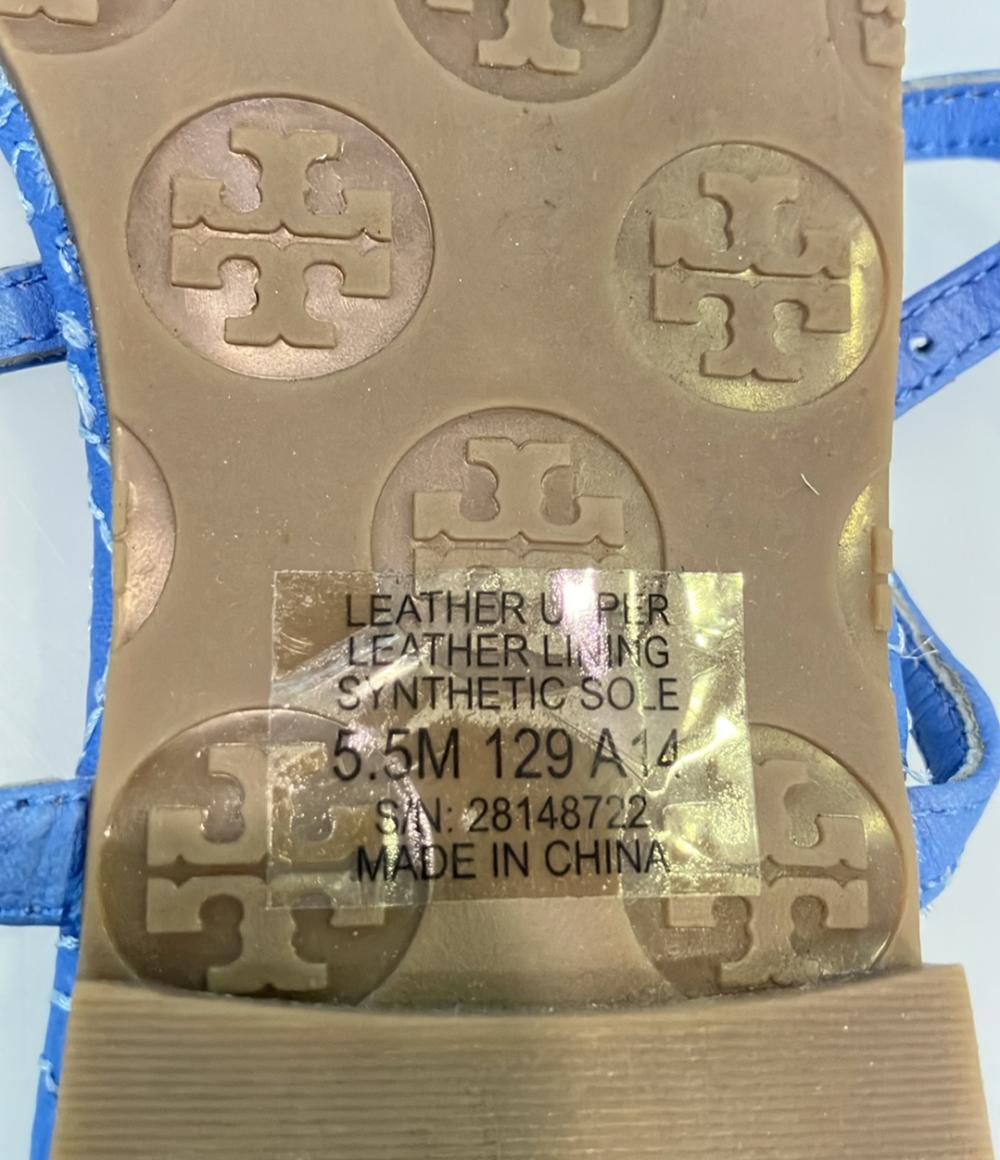 LEATHER UPPER
LEATHER LINING
SYNTHETIC SOLE
5.5M 129 A14
S/N: 28148722
MADE IN CHINA